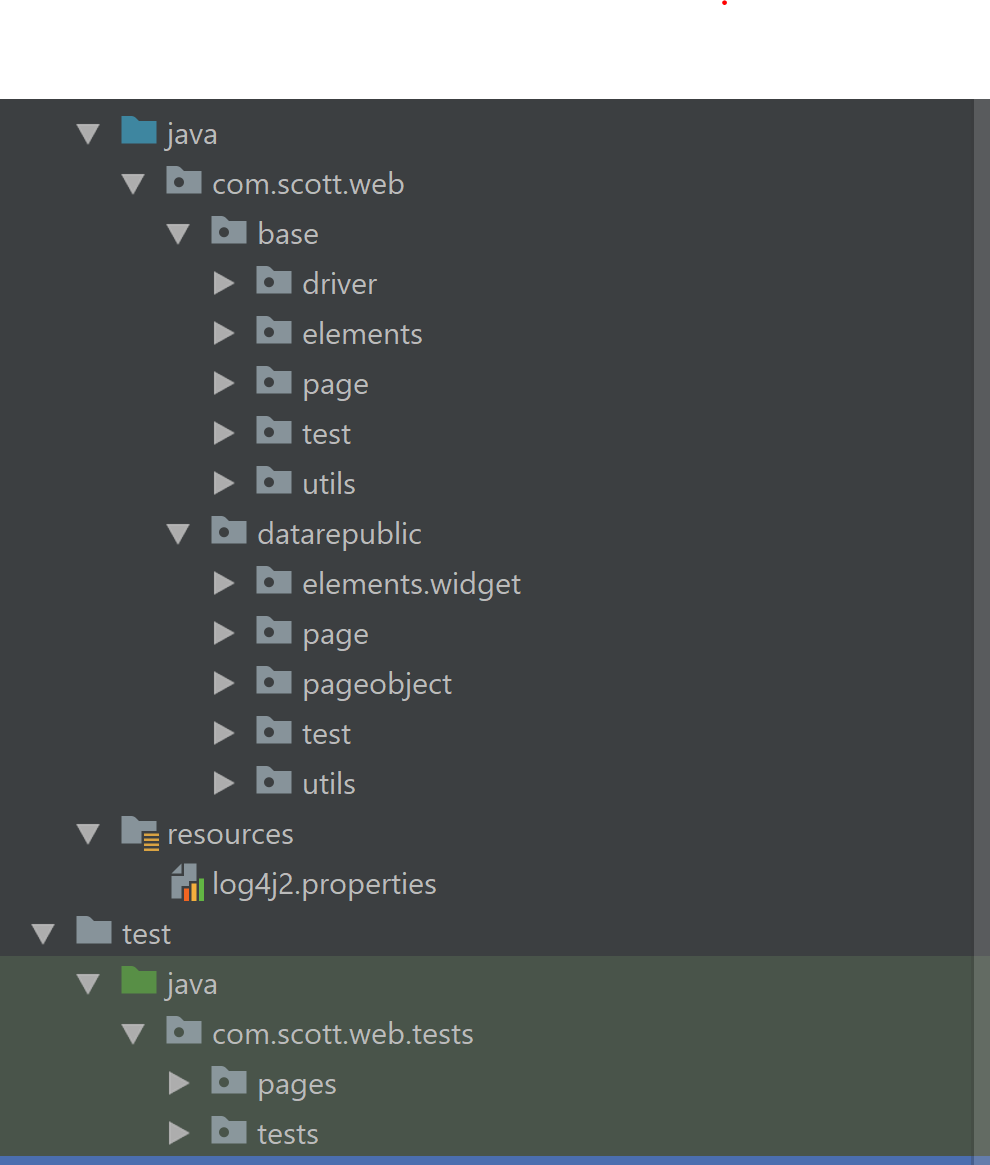 java
com.scott.web
base
driver
elements
page
test
utils
datarepublic
elements.widget
page
pageobject
test
utils
resources
log4j2.properties
test
java
com.scott.web.tests
pages
tests